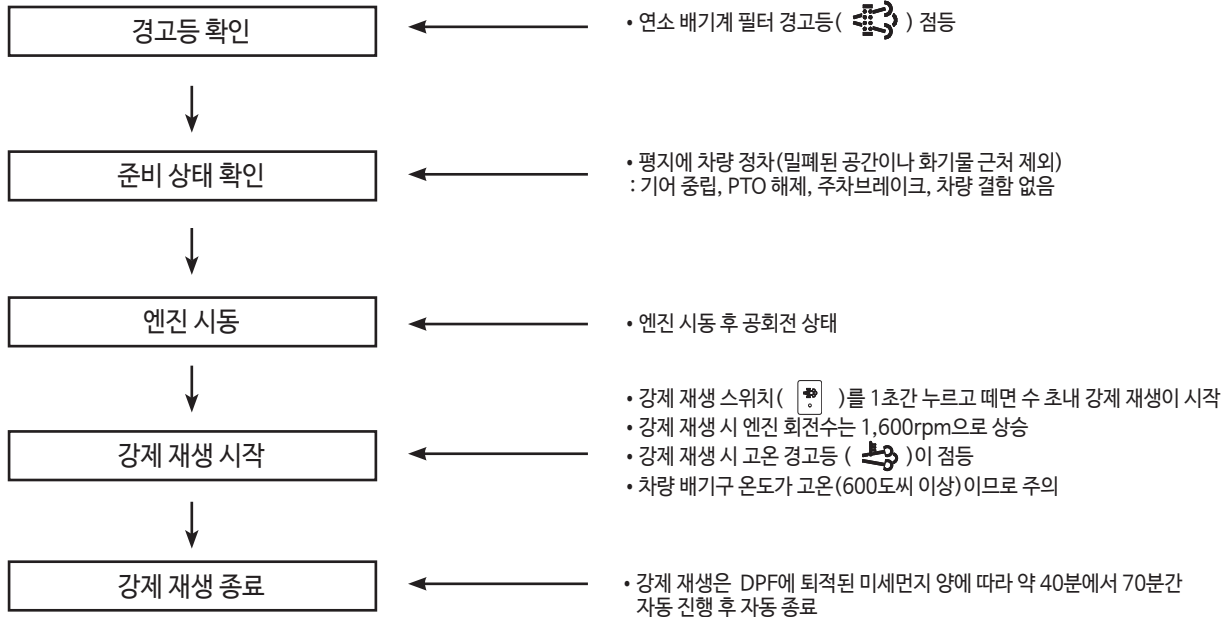 경고등 확인
• 연소 배기계 필터 경고등( ) 점등
준비 상태 확인
• 평지에 차량 정차(밀폐된 공간이나 화기물 근처 제외)
: 기어 중립, PTO 해제, 주차브레이크, 차량 결함 없음
엔진 시동
• 엔진 시동 후 공회전 상태
강제 재생 시작
• 강제 재생 스위치( )를 1초간 누르고 떼면 수 초내 강제 재생이 시작
• 강제 재생 시 엔진 회전수는 1,600rpm으로 상승
• 강제 재생 시 고온 경고등 ( )이 점등
• 차량 배기구 온도가 고온(600도씨 이상)이므로 주의
강제 재생 종료
• 강제 재생은 DPF에 퇴적된 미세먼지 양에 따라 약 40분에서 70분간
자동 진행 후 자동 종료